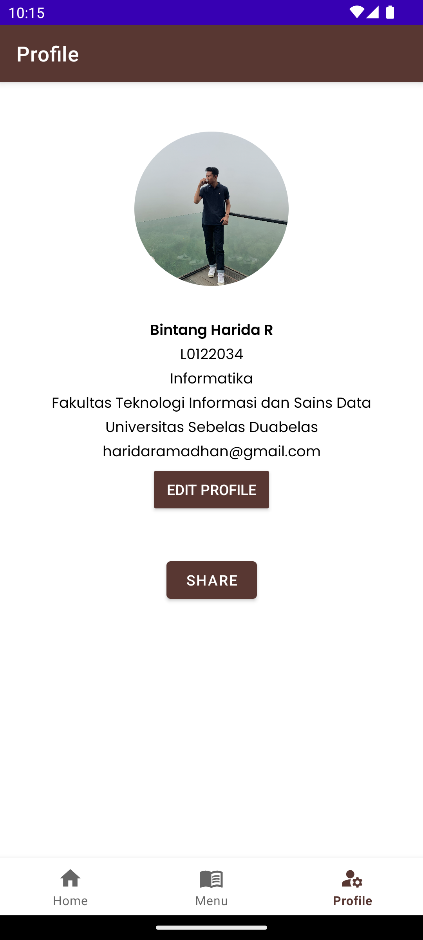 10:15
Profile
Bintang Harida R
L0122034
Informatika
Fakultas Teknologi Informasi dan Sains Data
Universitas Sebelas Duabelas
haridaramadhan@gmail.com
EDIT PROFILE
SHARE
Home
Menu
Profile